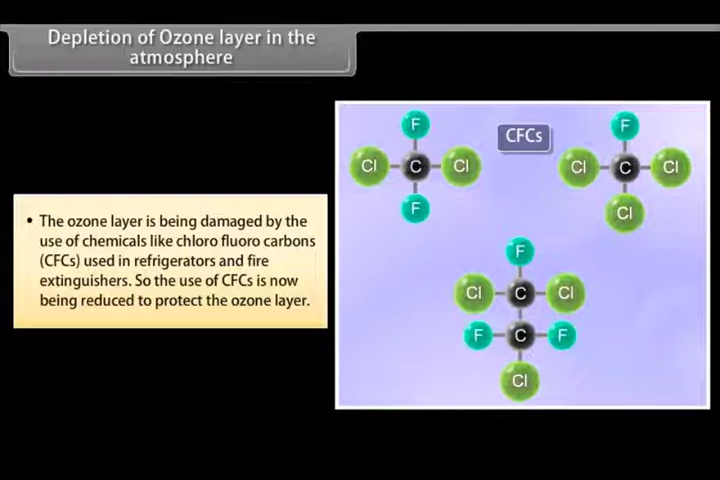 Depletion of Ozone layer in the
atmosphere
• The ozone layer is being damaged by the
use of chemicals like chloro fluoro carbons
(CFCs) used in refrigerators and fire
extinguishers. So the use of CFCs is now
being reduced to protect the ozone layer.
CFCs
F
F
Cl C Cl
Cl C Cl
F
Cl
F
Cl C Cl
F C F
Cl